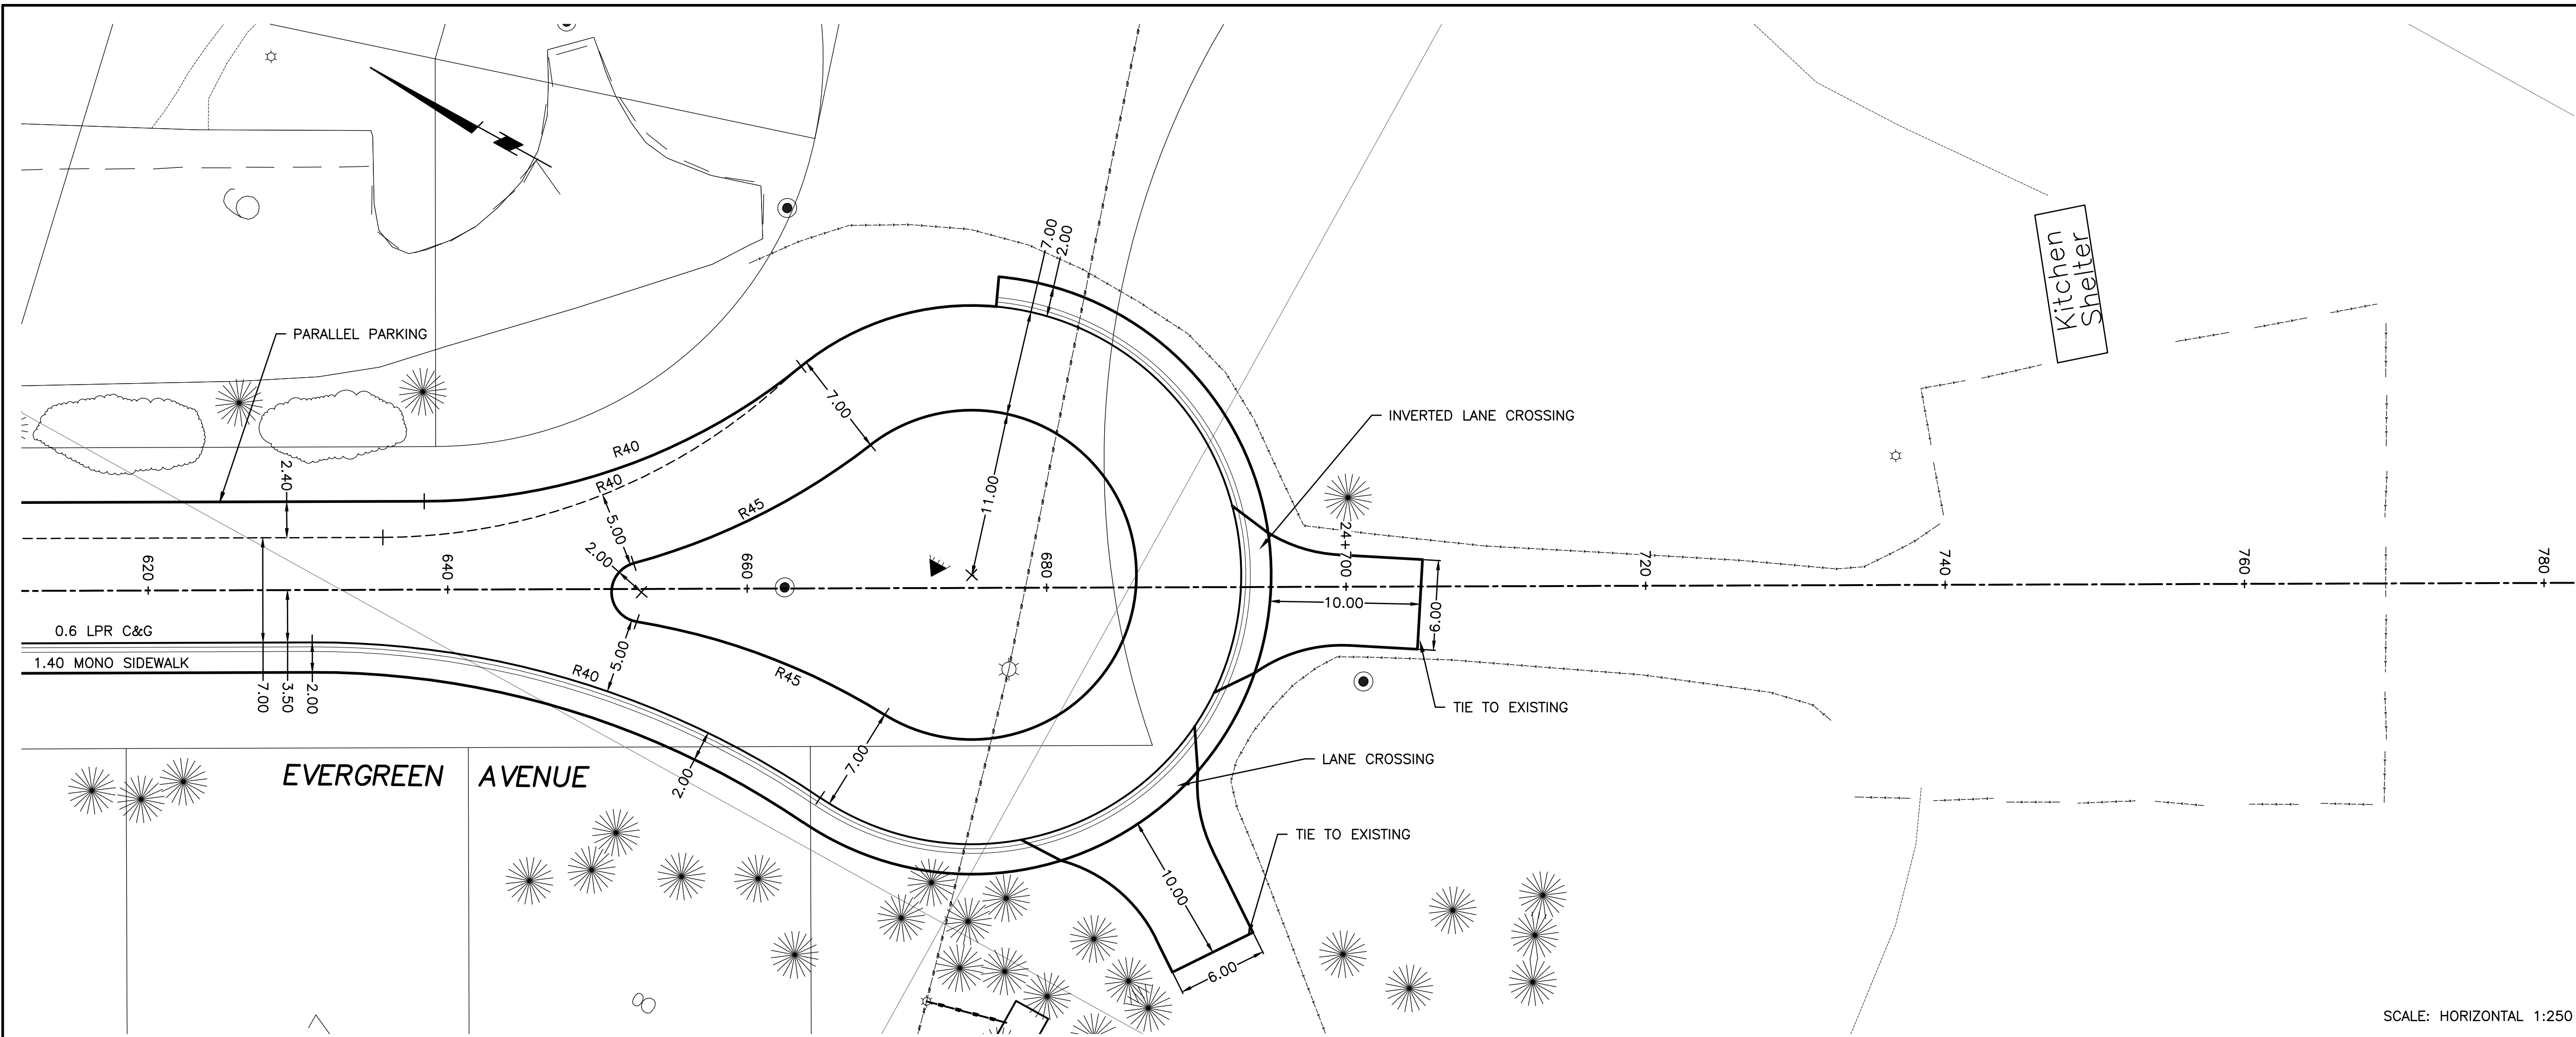 7.00
2.00
Kitchen
Shelter
6
PARALLEL PARKING
7.00
R40
INVERTED LANE CROSSING
2.40
R40
R45
11.00
5.00
2.00
24+700
620
640
660
680
720
740
760
780
10.00
6.00
0.6 LPR C&G
1.40 MONO SIDEWALK
5.00
R40
R45
7.00
3.50
2.00
TIE TO EXISTING
7.00
2.00
LANE CROSSING
EVERGREEN AVENUE
TIE TO EXISTING
10.00
6.00
8
SCALE: HORIZONTAL 1:250